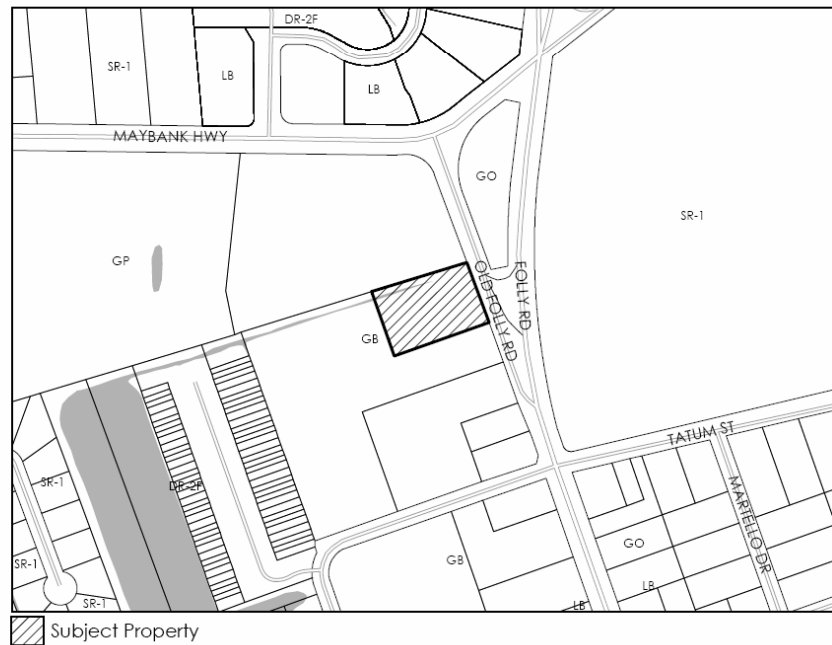 DR-2F
SR-1
LB
LB
MAYBANK HWY
GO
SR-1
GP
OLD FOLLY RD
FOLLY RD
GB
TATUM ST
SR-1
DR-2F
MARTELLO DR
GO
SR-1
GB
LB
SR-1
LB
Subject Property